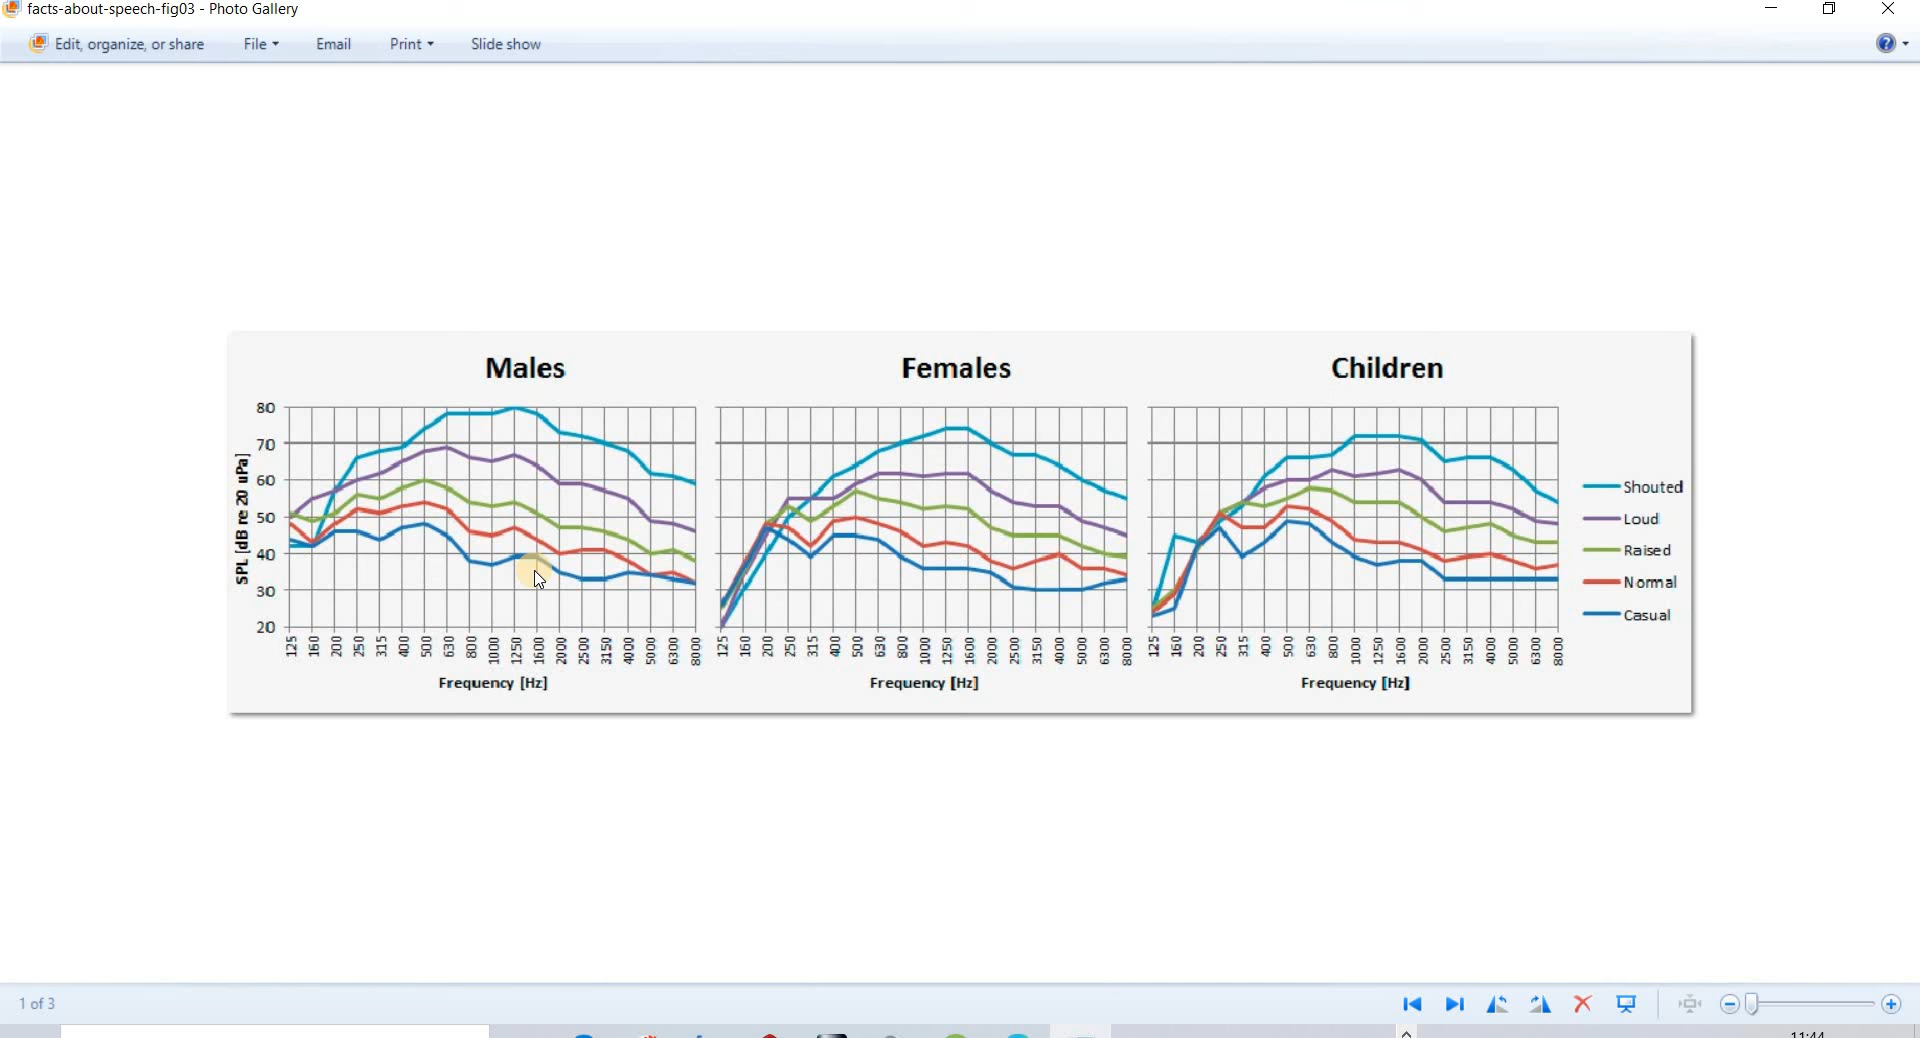 facts-about-speech-fig03 - Photo Gallery
Edit, organize, or share File Email Print Slide show
Males Females Children
80
70
60
50
40
30
20
SPL [dB re 20 uPa]
125 160 200 250 315 400 500 630 800 1000 1250 1600 2000 2500 3150 4000 5000 6300 8000
125 160 200 250 315 400 500 630 800 1000 1250 1600 2000 2500 3150 4000 5000 6300 8000
125 160 200 250 315 400 500 630 800 1000 1250 1600 2000 2500 3150 4000 5000 6300 8000
Frequency [Hz] Frequency [Hz] Frequency [Hz]
Shouted
Loud
Raised
Normal
Casual
1 of 3
11:44